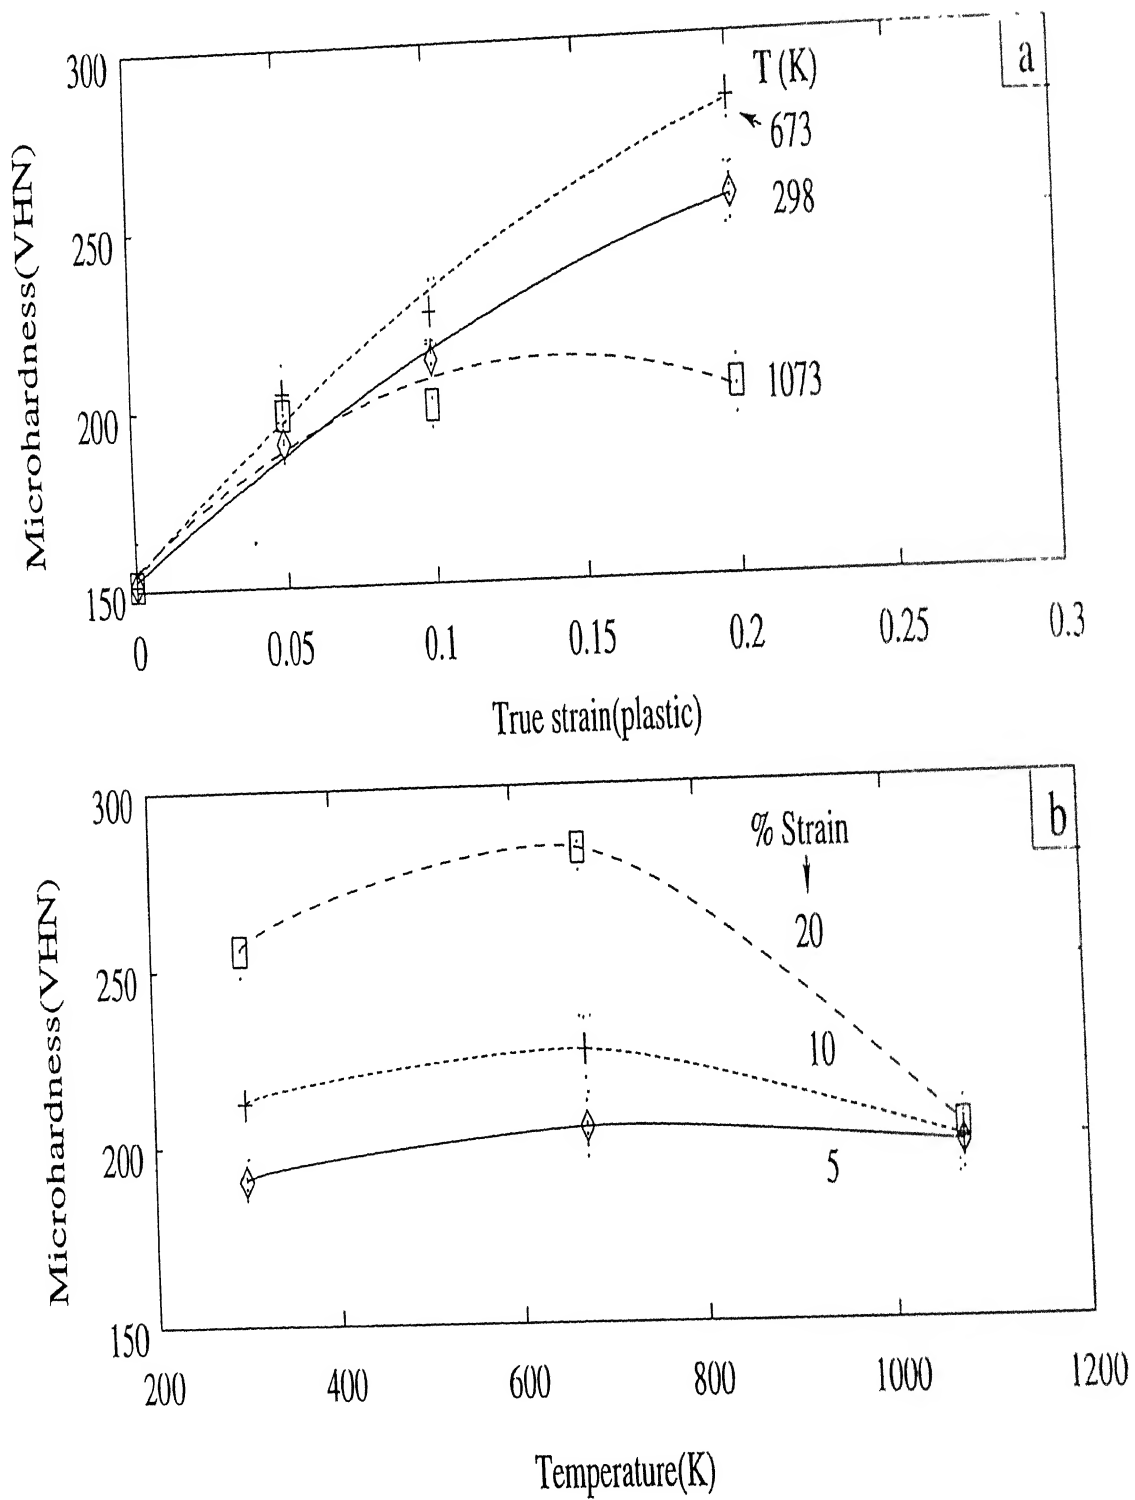 a
T (K)
300
673
298
250
1073
200
150
0 0.05 0.1 0.15 0.2 0.25 0.3
Microhardness(VHN)
True strain(plastic)
b
300
% Strain
20
250
10
200
5
150
200 400 600 800 1000 1200
Microhardness(VHN)
Temperature(K)